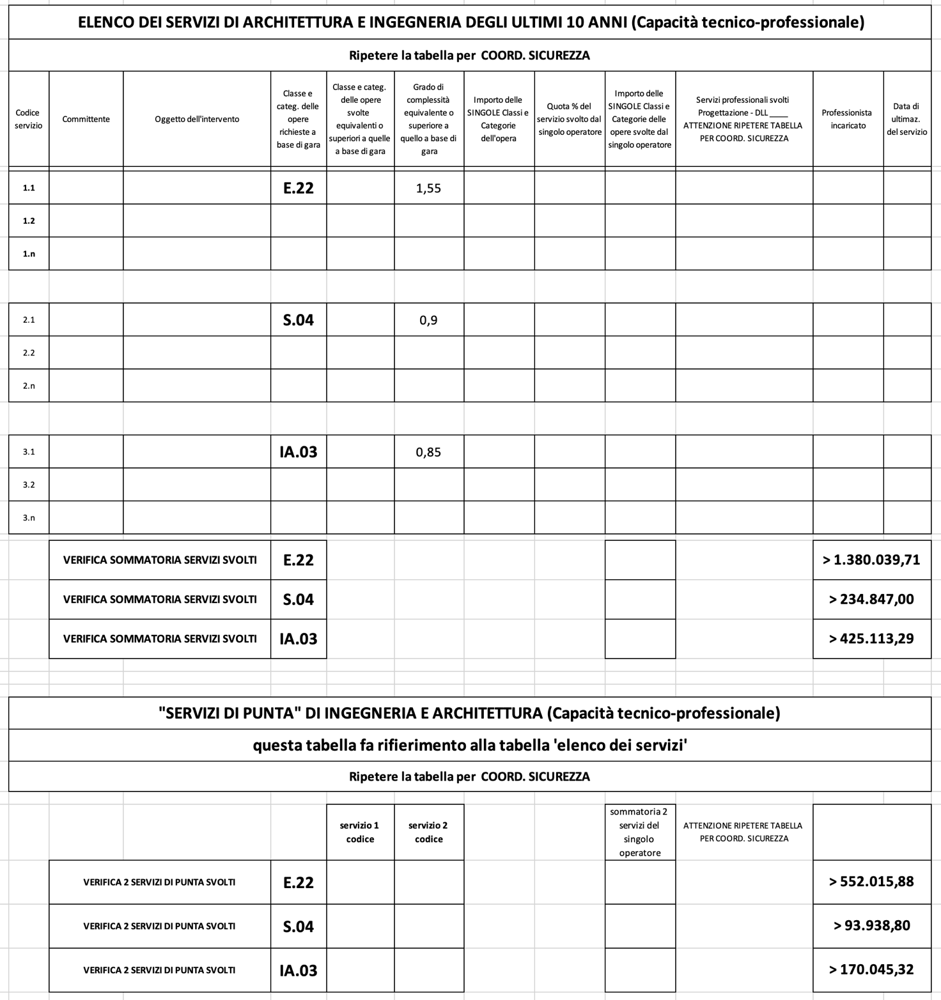 ELENCO DEI SERVIZI DI ARCHITETTURA E INGEGNERIA DEGLI ULTIMI 10 ANNI (Capacità tecnico-professionale)
Ripetere la tabella per COORD. SICUREZZA
Codice
servizio
Committente
Oggetto dell'intervento
Classe e
categ. delle
opere
richieste a
base di gara
Classe e categ.
delle opere
svolte
equivalenti o
superiori a quelle
a base di gara
Grado di
complessità
equivalente o
superiore a
quello a base di
gara
Importo delle
SINGOLE Classi e
Categorie
dell'opera
Quota % del
servizio svolto dal
singolo operatore
Importo delle
SINGOLE Classi e
Categorie delle
opere svolte dal
singolo operatore
Servizi professionali svolti
Progettazione - DLL ____
ATTENZIONE RIPETERE TABELLA
PER COORD. SICUREZZA
Professionista
incaricato
Data di
ultimaz.
del servizio
1.1 E.22 1,55
1.2
1.n
2.1 S.04 0,9
2.2
2.n
3.1 IA.03 0,85
3.2
3.n
VERIFICA SOMMATORIA SERVIZI SVOLTI E.22 > 1.380.039,71
VERIFICA SOMMATORIA SERVIZI SVOLTI S.04 > 234.847,00
VERIFICA SOMMATORIA SERVIZI SVOLTI IA.03 > 425.113,29
"SERVIZI DI PUNTA" DI INGEGNERIA E ARCHITETTURA (Capacità tecnico-professionale)
questa tabella fa rifierimento alla tabella 'elenco dei servizi'
Ripetere la tabella per COORD. SICUREZZA
servizio 1
codice
servizio 2
codice
sommatoria 2
servizi del
singolo
operatore
ATTENZIONE RIPETERE TABELLA
PER COORD. SICUREZZA
VERIFICA 2 SERVIZI DI PUNTA SVOLTI E.22 > 552.015,88
VERIFICA 2 SERVIZI DI PUNTA SVOLTI S.04 > 93.938,80
VERIFICA 2 SERVIZI DI PUNTA SVOLTI IA.03 > 170.045,32